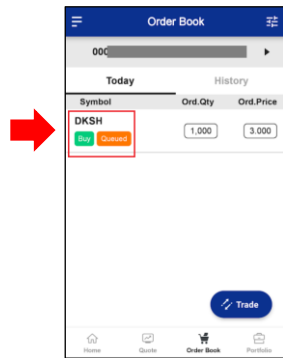 Order Book
000
Today History
Symbol Ord.Qty Ord.Price
DKSH
Buy Queued 1,000 3.000
Trade
Home Quote Order Book Portfolio